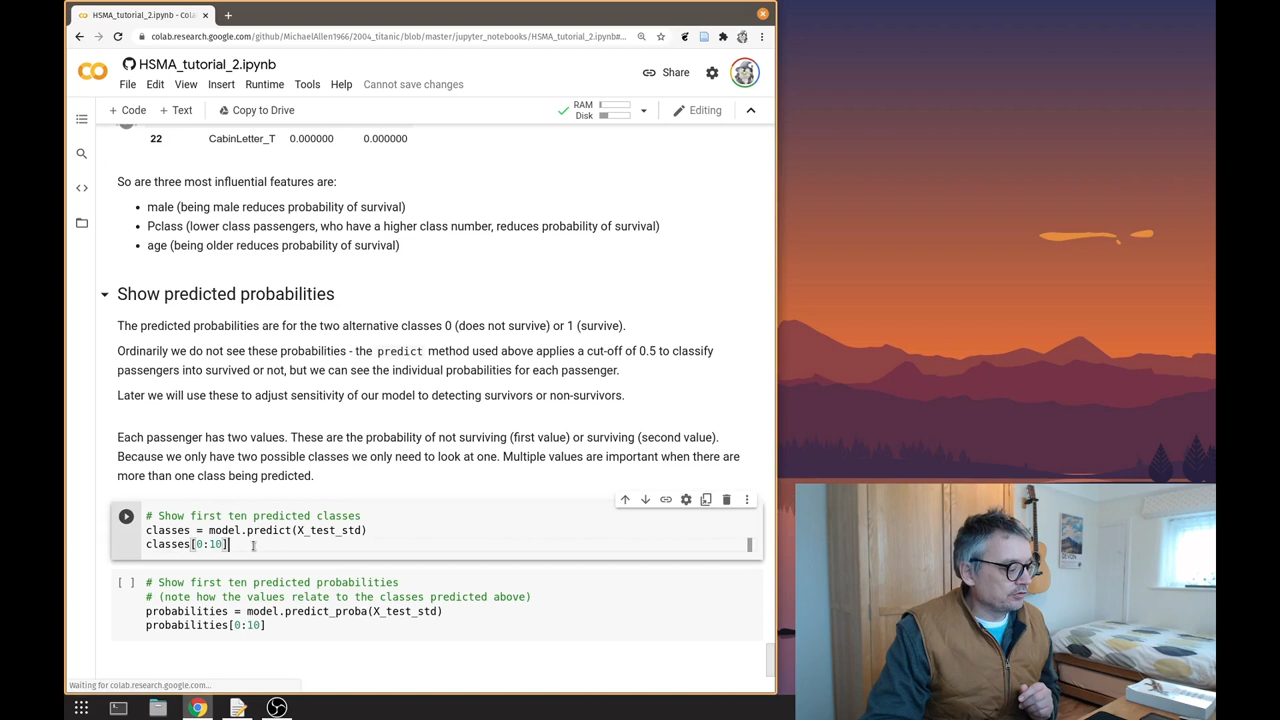 HSMA_tutorial_2.ipynb - Cola
colab.research.google.com/github/MichaelAllen1966/2004_titanic/blob/master/jupyter_notebooks/HSMA_tutorial_2.ipynb#...
HSMA_tutorial_2.ipynb
Share
File Edit View Insert Runtime Tools Help Cannot save changes
+ Code + Text Copy to Drive
RAM
Disk
Editing
22 CabinLetter_T 0.000000 0.000000
So are three most influential features are:
• male (being male reduces probability of survival)
• Pclass (lower class passengers, who have a higher class number, reduces probability of survival)
• age (being older reduces probability of survival)
Show predicted probabilities
The predicted probabilities are for the two alternative classes 0 (does not survive) or 1 (survive).
Ordinarily we do not see these probabilities - the predict method used above applies a cut-off of 0.5 to classify
passengers into survived or not, but we can see the individual probabilities for each passenger.
Later we will use these to adjust sensitivity of our model to detecting survivors or non-survivors.
Each passenger has two values. These are the probability of not surviving (first value) or surviving (second value).
Because we only have two possible classes we only need to look at one. Multiple values are important when there are
more than one class being predicted.
# Show first ten predicted classes
classes = model.predict(X_test_std)
classes[0:10]
[ ] # Show first ten predicted probabilities
# (note how the values relate to the classes predicted above)
probabilities = model.predict_proba(X_test_std)
probabilities[0:10]
Waiting for colab.research.google.com...